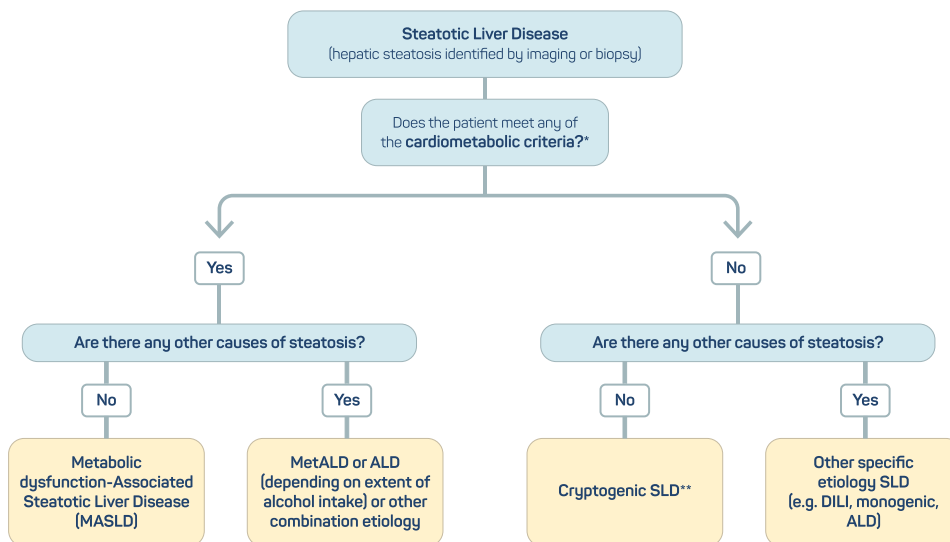 Steatotic Liver Disease
(hepatic steatosis identified by imaging or biopsy)
Does the patient meet any of
the cardiometabolic criteria?*
Yes
No
Are there any other causes of steatosis?
Are there any other causes of steatosis?
No
Yes
No
Yes
Metabolic
dysfunction-Associated
Steatotic Liver Disease
(MASLD)
MetALD or ALD
(depending on extent of
alcohol intake) or other
combination etiology
Cryptogenic SLD**
Other specific
etiology SLD
(e.g. DILI, monogenic,
ALD)